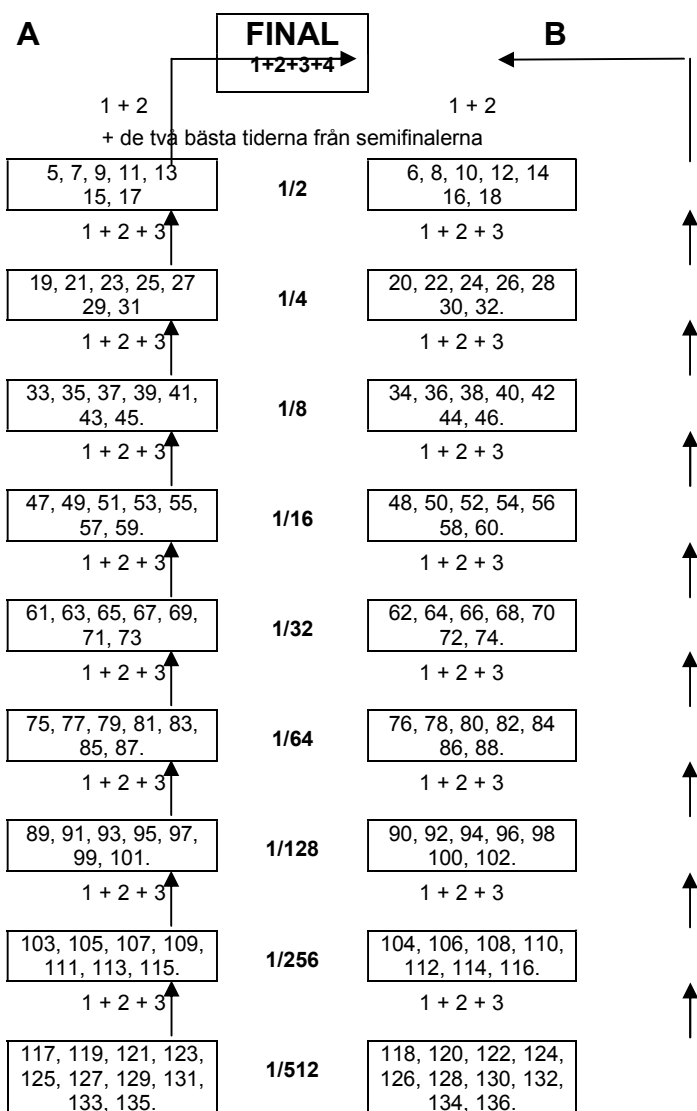 A FINAL B
1+2+3+4
1 + 2 1 + 2
+ de två bästa tiderna från semifinalerna
5, 7, 9, 11, 13
15, 17
1/2
6, 8, 10, 12, 14
16, 18
1 + 2 + 3 1 + 2 + 3
19, 21, 23, 25, 27
29, 31
1/4
20, 22, 24, 26, 28
30, 32.
1 + 2 + 3 1 + 2 + 3
33, 35, 37, 39, 41,
43, 45.
1/8
34, 36, 38, 40, 42
44, 46.
1 + 2 + 3 1 + 2 + 3
47, 49, 51, 53, 55,
57, 59.
1/16
48, 50, 52, 54, 56
58, 60.
1 + 2 + 3 1 + 2 + 3
61, 63, 65, 67, 69,
71, 73
1/32
62, 64, 66, 68, 70
72, 74.
1 + 2 + 3 1 + 2 + 3
75, 77, 79, 81, 83,
85, 87.
1/64
76, 78, 80, 82, 84
86, 88.
1 + 2 + 3 1 + 2 + 3
89, 91, 93, 95, 97,
99, 101.
1/128
90, 92, 94, 96, 98
100, 102.
1 + 2 + 3 1 + 2 + 3
103, 105, 107, 109,
111, 113, 115.
1/256
104, 106, 108, 110,
112, 114, 116.
1 + 2 + 3 1 + 2 + 3
117, 119, 121, 123,
125, 127, 129, 131,
133, 135.
1/512
118, 120, 122, 124,
126, 128, 130, 132,
134, 136.